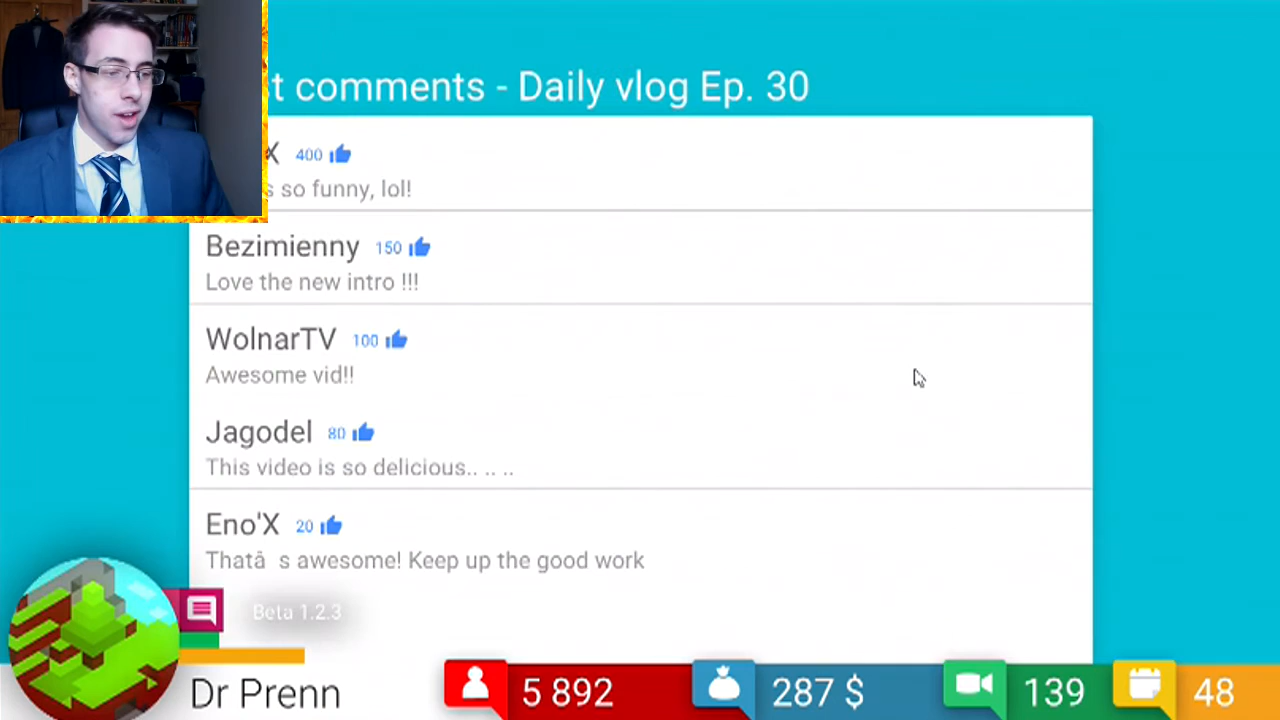 t comments - Daily vlog Ep. 30
X 400
s so funny, lol!
Bezimienny 150
Love the new intro !!!
WolnarTV 100
Awesome vid!!
Jagodel 80
This video is so delicious.. .. ..
Eno'X 20
Thatâ s awesome! Keep up the good work
Beta 1.2.3
Dr Prenn
5 892
287 $
139
48